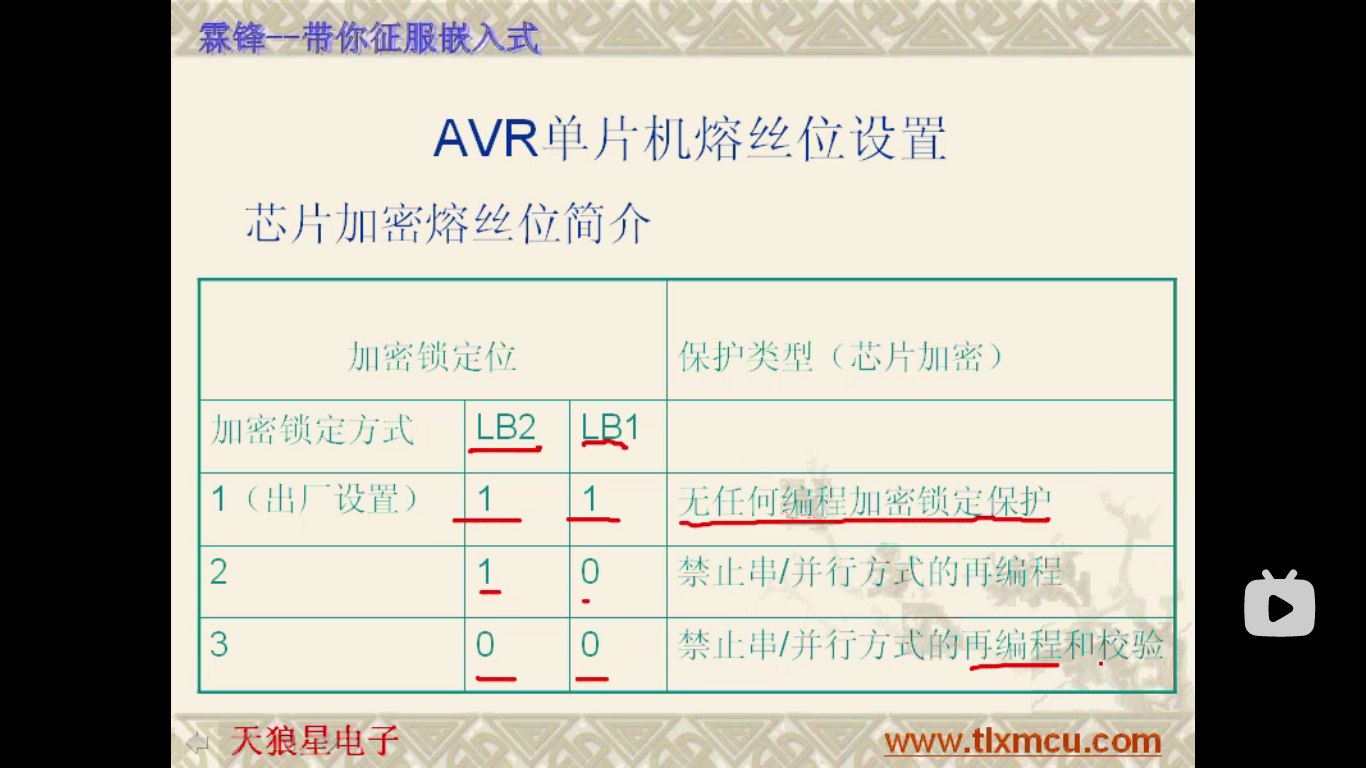 霖锋--带你征服嵌入式
AVR单片机熔丝位设置
芯片加密熔丝位简介
加密锁定位 保护类型（芯片加密）
加密锁定方式 LB2 LB1
1（出厂设置） 1 1 无任何编程加密锁定保护
2 1 0 禁止串/并行方式的再编程
3 0 0 禁止串/并行方式的再编程和校验
天狼星电子 www.tlxmcu.com